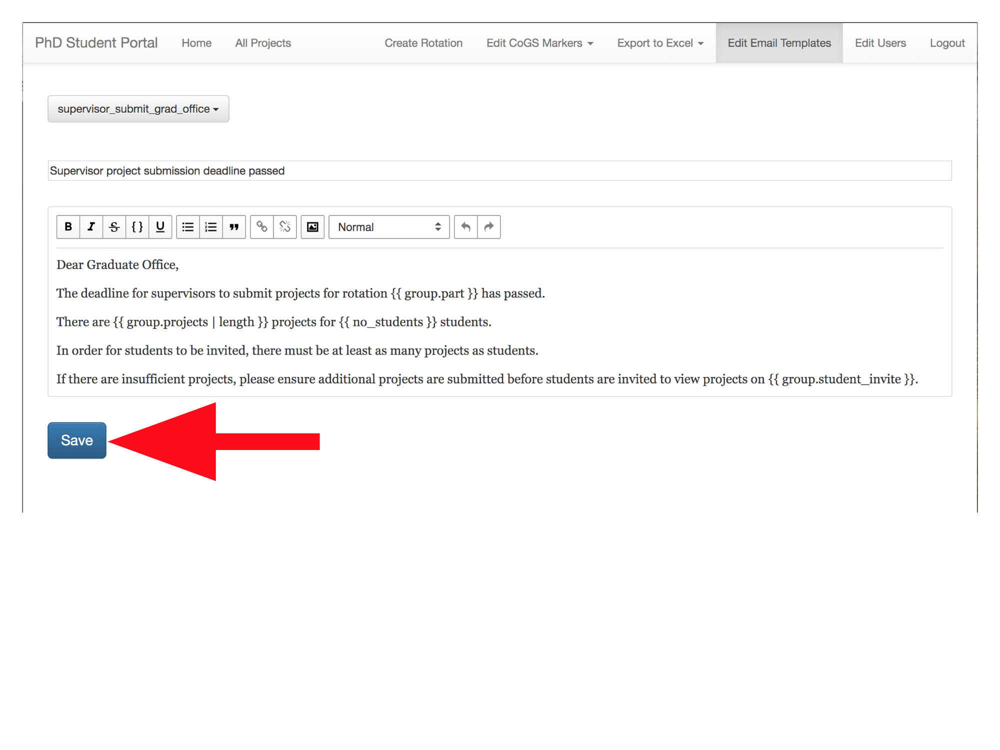 PhD Student Portal Home All Projects Create Rotation Edit CoGS Markers Export to Excel Edit Email Templates Edit Users Logout
supervisor_submit_grad_office
Supervisor project submission deadline passed
B I S {} U Normal
Dear Graduate Office,
The deadline for supervisors to submit projects for rotation {{ group.part }} has passed.
There are {{ group.projects | length }} projects for {{ no_students }} students.
In order for students to be invited, there must be at least as many projects as students.
If there are insufficient projects, please ensure additional projects are submitted before students are invited to view projects on {{ group.student_invite }}.
Save